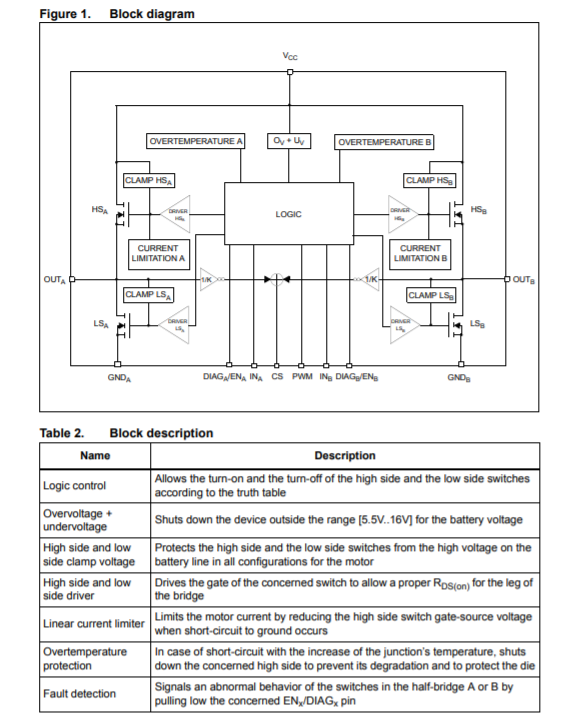 Figure 1. Block diagram
VCC
OVERTEMPERATURE A
OV + UV
OVERTEMPERATURE B
CLAMP HSA
CLAMP HSB
HSA
DRIVER
HSA
LOGIC
DRIVER
HSB
HSB
CURRENT
LIMITATION A
CURRENT
LIMITATION B
OUTA
1/K
1/K
OUTB
CLAMP LSA
CLAMP LSB
LSA
DRIVER
LSA
DRIVER
LSB
LSB
GNDA
DIAGA/ENA INA CS PWM INB DIAGB/ENB
GNDB
Table 2. Block description
Name
Description
Logic control
Allows the turn-on and the turn-off of the high side and the low side switches
according to the truth table
Overvoltage +
undervoltage
Shuts down the device outside the range [5.5V..16V] for the battery voltage
High side and low
side clamp voltage
Protects the high side and the low side switches from the high voltage on the
battery line in all configurations for the motor
High side and low
side driver
Drives the gate of the concerned switch to allow a proper RDS(on) for the leg of
the bridge
Linear current limiter
Limits the motor current by reducing the high side switch gate-source voltage
when short-circuit to ground occurs
Overtemperature
protection
In case of short-circuit with the increase of the junction's temperature, shuts
down the concerned high side to prevent its degradation and to protect the die
Fault detection
Signals an abnormal behavior of the switches in the half-bridge A or B by
pulling low the concerned ENx/DIAGx pin